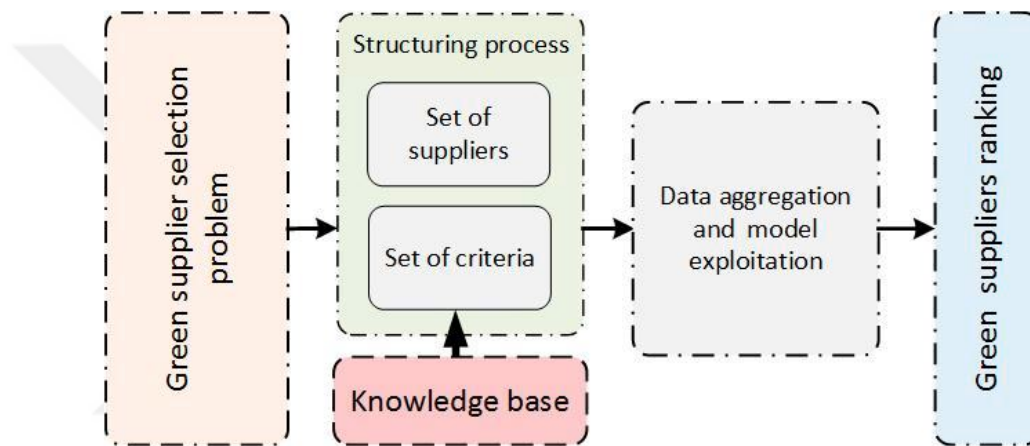 Green supplier selection
problem
Structuring process
Set of
suppliers
Set of criteria
Knowledge base
Data aggregation
and model
exploitation
Green suppliers ranking